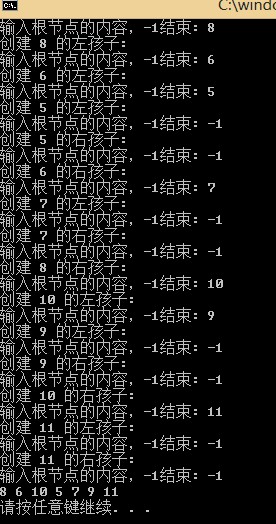 C:\windo
输入根节点的内容，-1结束：8
创建 8 的左孩子：
输入根节点的内容，-1结束：6
创建 6 的左孩子：
输入根节点的内容，-1结束：5
创建 5 的左孩子：
输入根节点的内容，-1结束：-1
创建 5 的右孩子：
输入根节点的内容，-1结束：-1
创建 6 的右孩子：
输入根节点的内容，-1结束：7
创建 7 的左孩子：
输入根节点的内容，-1结束：-1
创建 7 的右孩子：
输入根节点的内容，-1结束：-1
创建 8 的右孩子：
输入根节点的内容，-1结束：10
创建 10 的左孩子：
输入根节点的内容，-1结束：9
创建 9 的左孩子：
输入根节点的内容，-1结束：-1
创建 9 的右孩子：
输入根节点的内容，-1结束：-1
创建 10 的右孩子：
输入根节点的内容，-1结束：11
创建 11 的左孩子：
输入根节点的内容，-1结束：-1
创建 11 的右孩子：
输入根节点的内容，-1结束：-1
8 6 10 5 7 9 11
请按任意键继续. . .